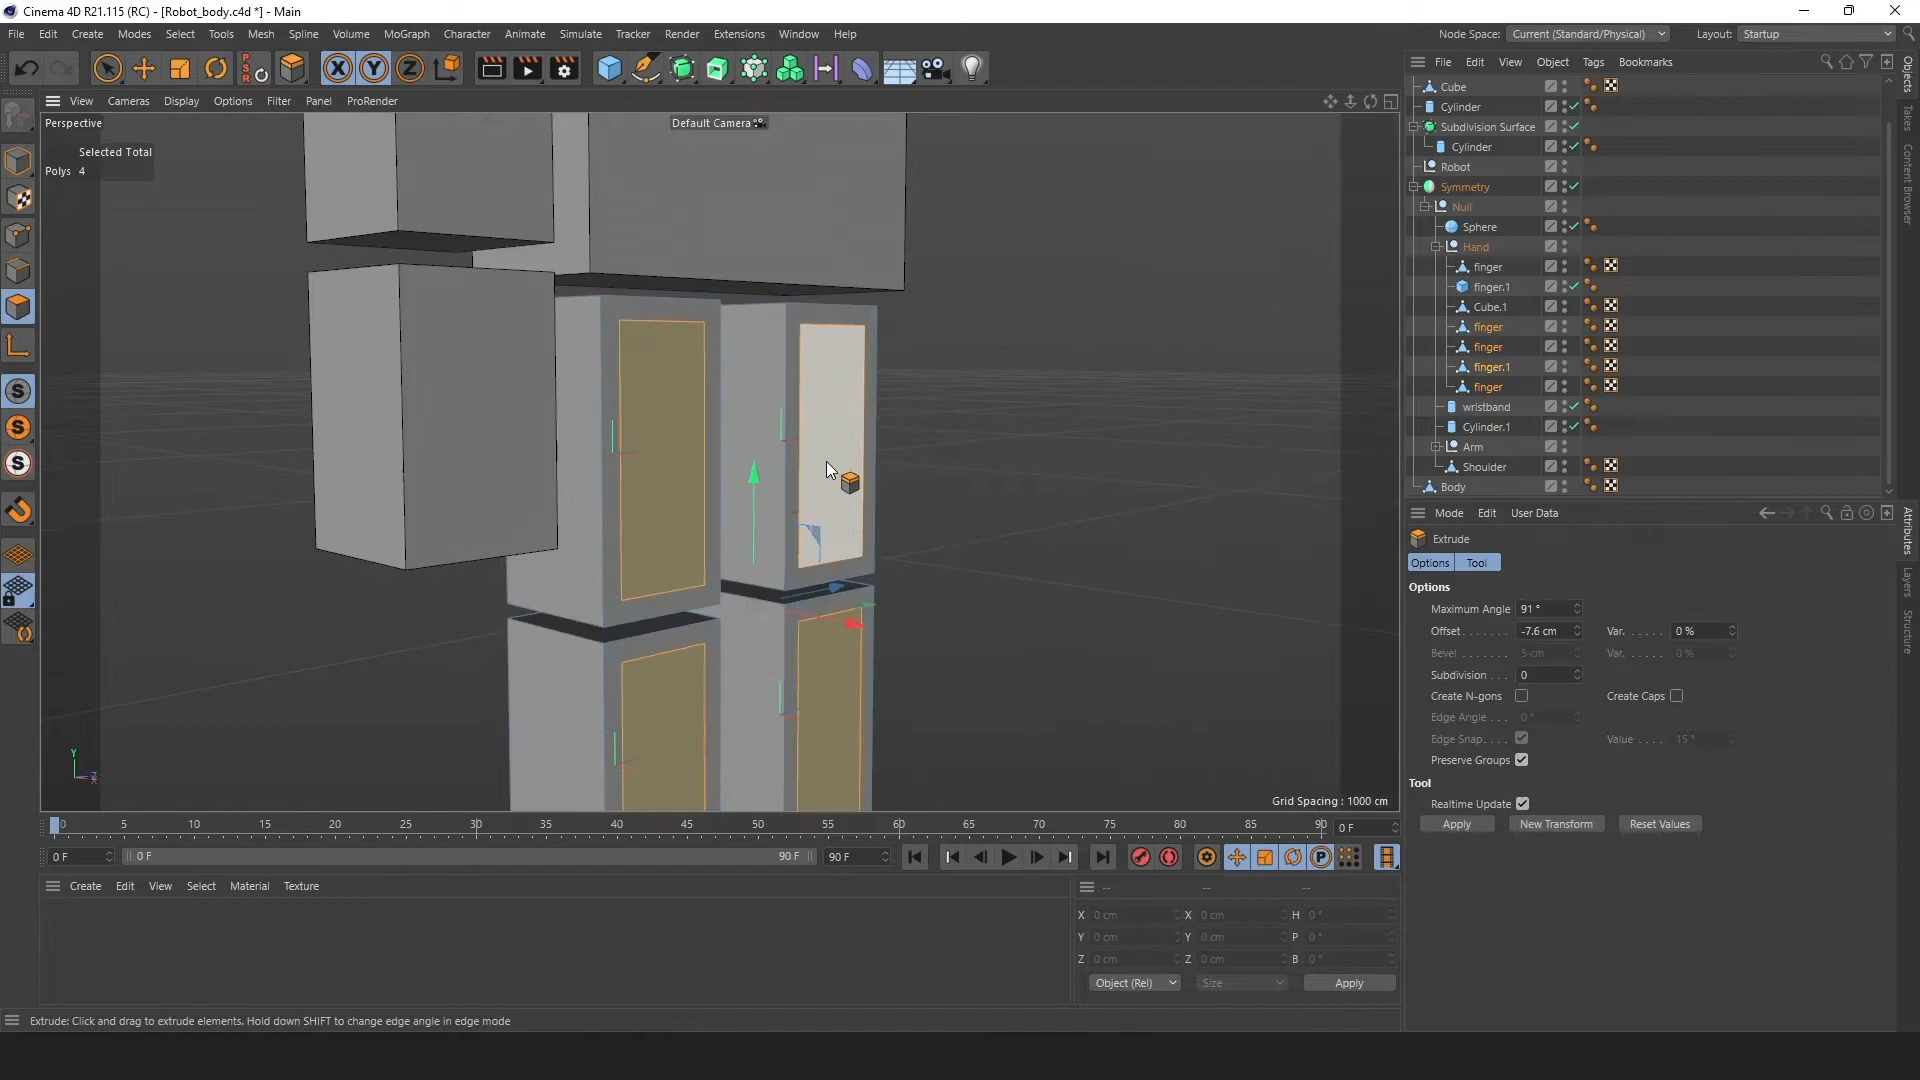 Cinema 4D R21.115 (RC) - [Robot_body.c4d *] - Main
File Edit Create Modes Select Tools Mesh Spline Volume MoGraph Character Animate Simulate Tracker Render Extensions Window Help
Node Space: Current (Standard/Physical) Layout: Startup
View Cameras Display Options Filter Panel ProRender
Perspective
Default Camera
Selected Total
Polys 4
Grid Spacing : 1000 cm
0 5 10 15 20 25 30 35 40 45 50 55 60 65 70 75 80 85 90 0 F
0 F 0 F 90 F 90 F
Create Edit View Select Material Texture
-- -- --
X 0 cm X 0 cm H 0 °
Y 0 cm Y 0 cm P 0 °
Z 0 cm Z 0 cm B 0 °
Object (Rel) Size Apply
Extrude: Click and drag to extrude elements. Hold down SHIFT to change edge angle in edge mode
File Edit View Object Tags Bookmarks
Cube
Cylinder
Subdivision Surface
Cylinder
Robot
Symmetry
Null
Sphere
Hand
finger
finger.1
Cube.1
finger
finger
finger.1
finger
wristband
Cylinder.1
Arm
Shoulder
Body
Mode Edit User Data
Extrude
Options Tool
Options
Maximum Angle 91 °
Offset -7.6 cm Var. 0 %
Bevel 5 cm Var. 0 %
Subdivision 0
Create N-gons Create Caps
Edge Angle 0 °
Edge Snap Value 15 °
Preserve Groups
Tool
Realtime Update
Apply New Transform Reset Values
Objects
Takes
Content Browser
Attributes
Layers
Structure
X Y Z
PSR
S
S
S
P
Y
Z